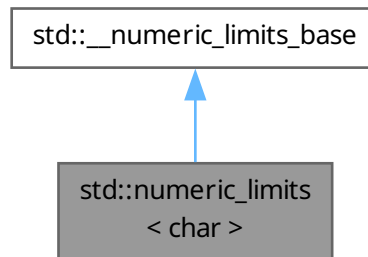 std::__numeric_limits_base
std::numeric_limits
< char >